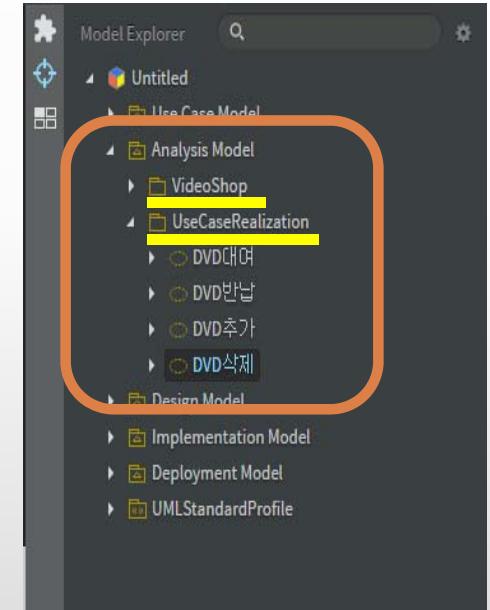 Model Explorer
Untitled
Use Case Model
Analysis Model
VideoShop
UseCaseRealization
DVD대여
DVD반납
DVD추가
DVD삭제
Design Model
Implementation Model
Deployment Model
UMLStandardProfile